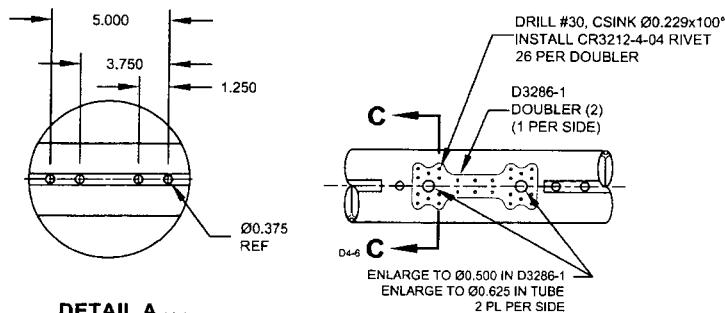 5.000
3.750
1.250
Ø0.375
REF
DETAIL A
DRILL #30, CSINK Ø0.229x100°
INSTALL CR3212-4-04 RIVET
26 PER DOUBLER
D3286-1
DOUBLER (2)
(1 PER SIDE)
C
D4-6 C
ENLARGE TO Ø0.500 IN D3286-1
ENLARGE TO Ø0.625 IN TUBE
2 PL PER SIDE